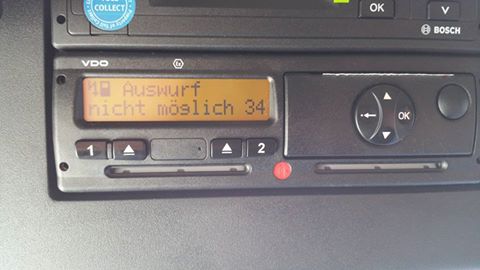 COLLECT
OK
BOSCH
VDO
Auswurf
nicht möglich 34
1
2
OK